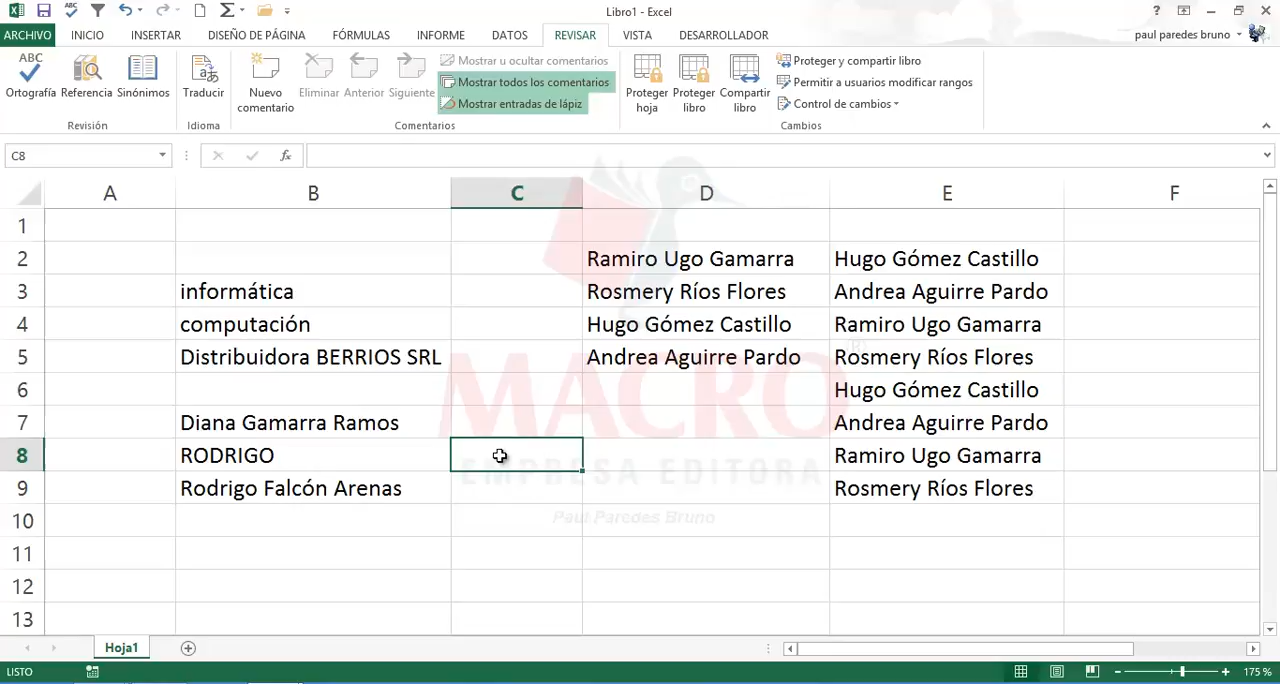 Libro1 - Excel
ARCHIVO INICIO INSERTAR DISEÑO DE PÁGINA FÓRMULAS INFORME DATOS REVISAR VISTA DESARROLLADOR paul paredes bruno
ABC Ortografía Referencia Sinónimos Traducir Nuevo comentario Eliminar Anterior Siguiente
Mostrar u ocultar comentarios
Mostrar todos los comentarios
Mostrar entradas de lápiz
Proteger hoja Proteger libro Compartir libro
Proteger y compartir libro
Permitir a usuarios modificar rangos
Control de cambios
Revisión Idioma Comentarios Cambios
C8 fx
A B C D E F
1
2 Ramiro Ugo Gamarra Hugo Gómez Castillo
3 informática Rosmery Ríos Flores Andrea Aguirre Pardo
4 computación Hugo Gómez Castillo Ramiro Ugo Gamarra
5 Distribuidora BERRIOS SRL Andrea Aguirre Pardo Rosmery Ríos Flores
6 Hugo Gómez Castillo
7 Diana Gamarra Ramos Andrea Aguirre Pardo
8 RODRIGO Ramiro Ugo Gamarra
9 Rodrigo Falcón Arenas Rosmery Ríos Flores
10
11
12
13
MACRO
EMPRESA EDITORA
Paul Paredes Bruno
Hoja1
LISTO 175 %